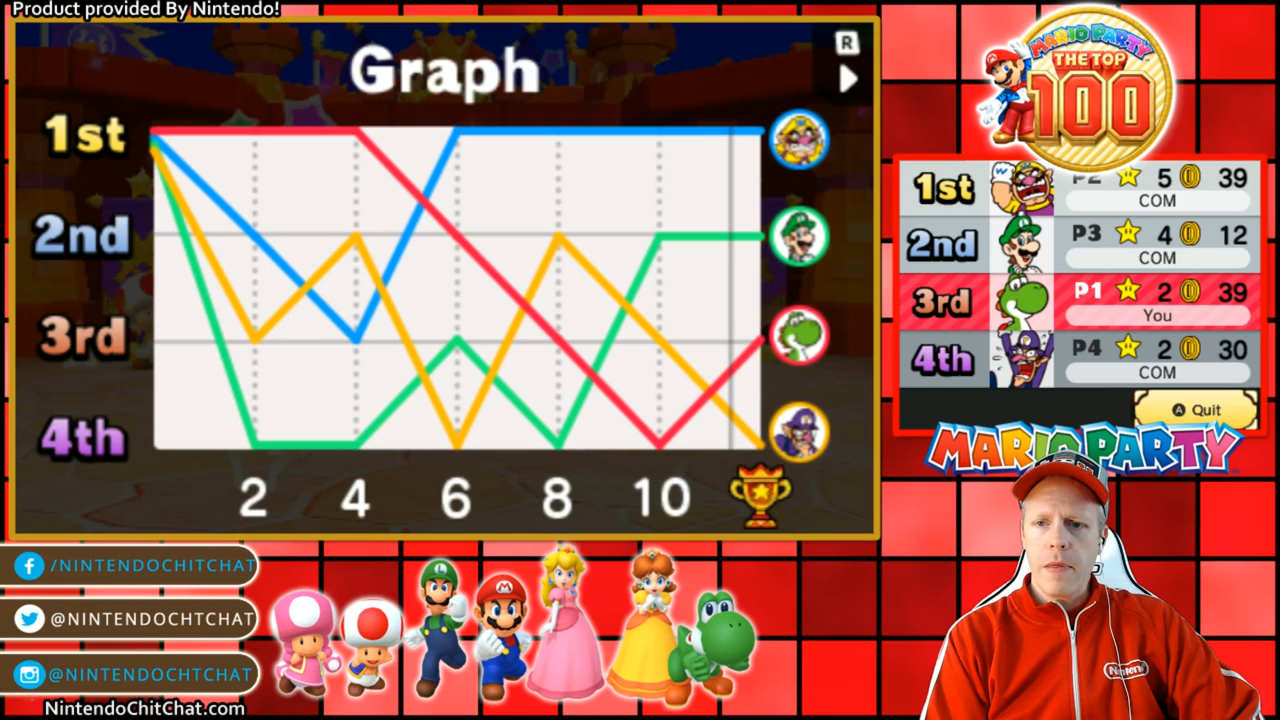 Product provided By Nintendo!
Graph
R
1st
2nd
3rd
4th
2 4 6 8 10
MARIO PARTY
THE TOP
100
1st P2 5 39
COM
2nd P3 4 12
COM
3rd P1 2 39
You
4th P4 2 30
COM
A Quit
MARIO PARTY
Nintendo
/NINTENDOCHITCHAT
@NINTENDOCHTCHAT
@NINTENDOCHITCHAT
NintendoChitChat.com